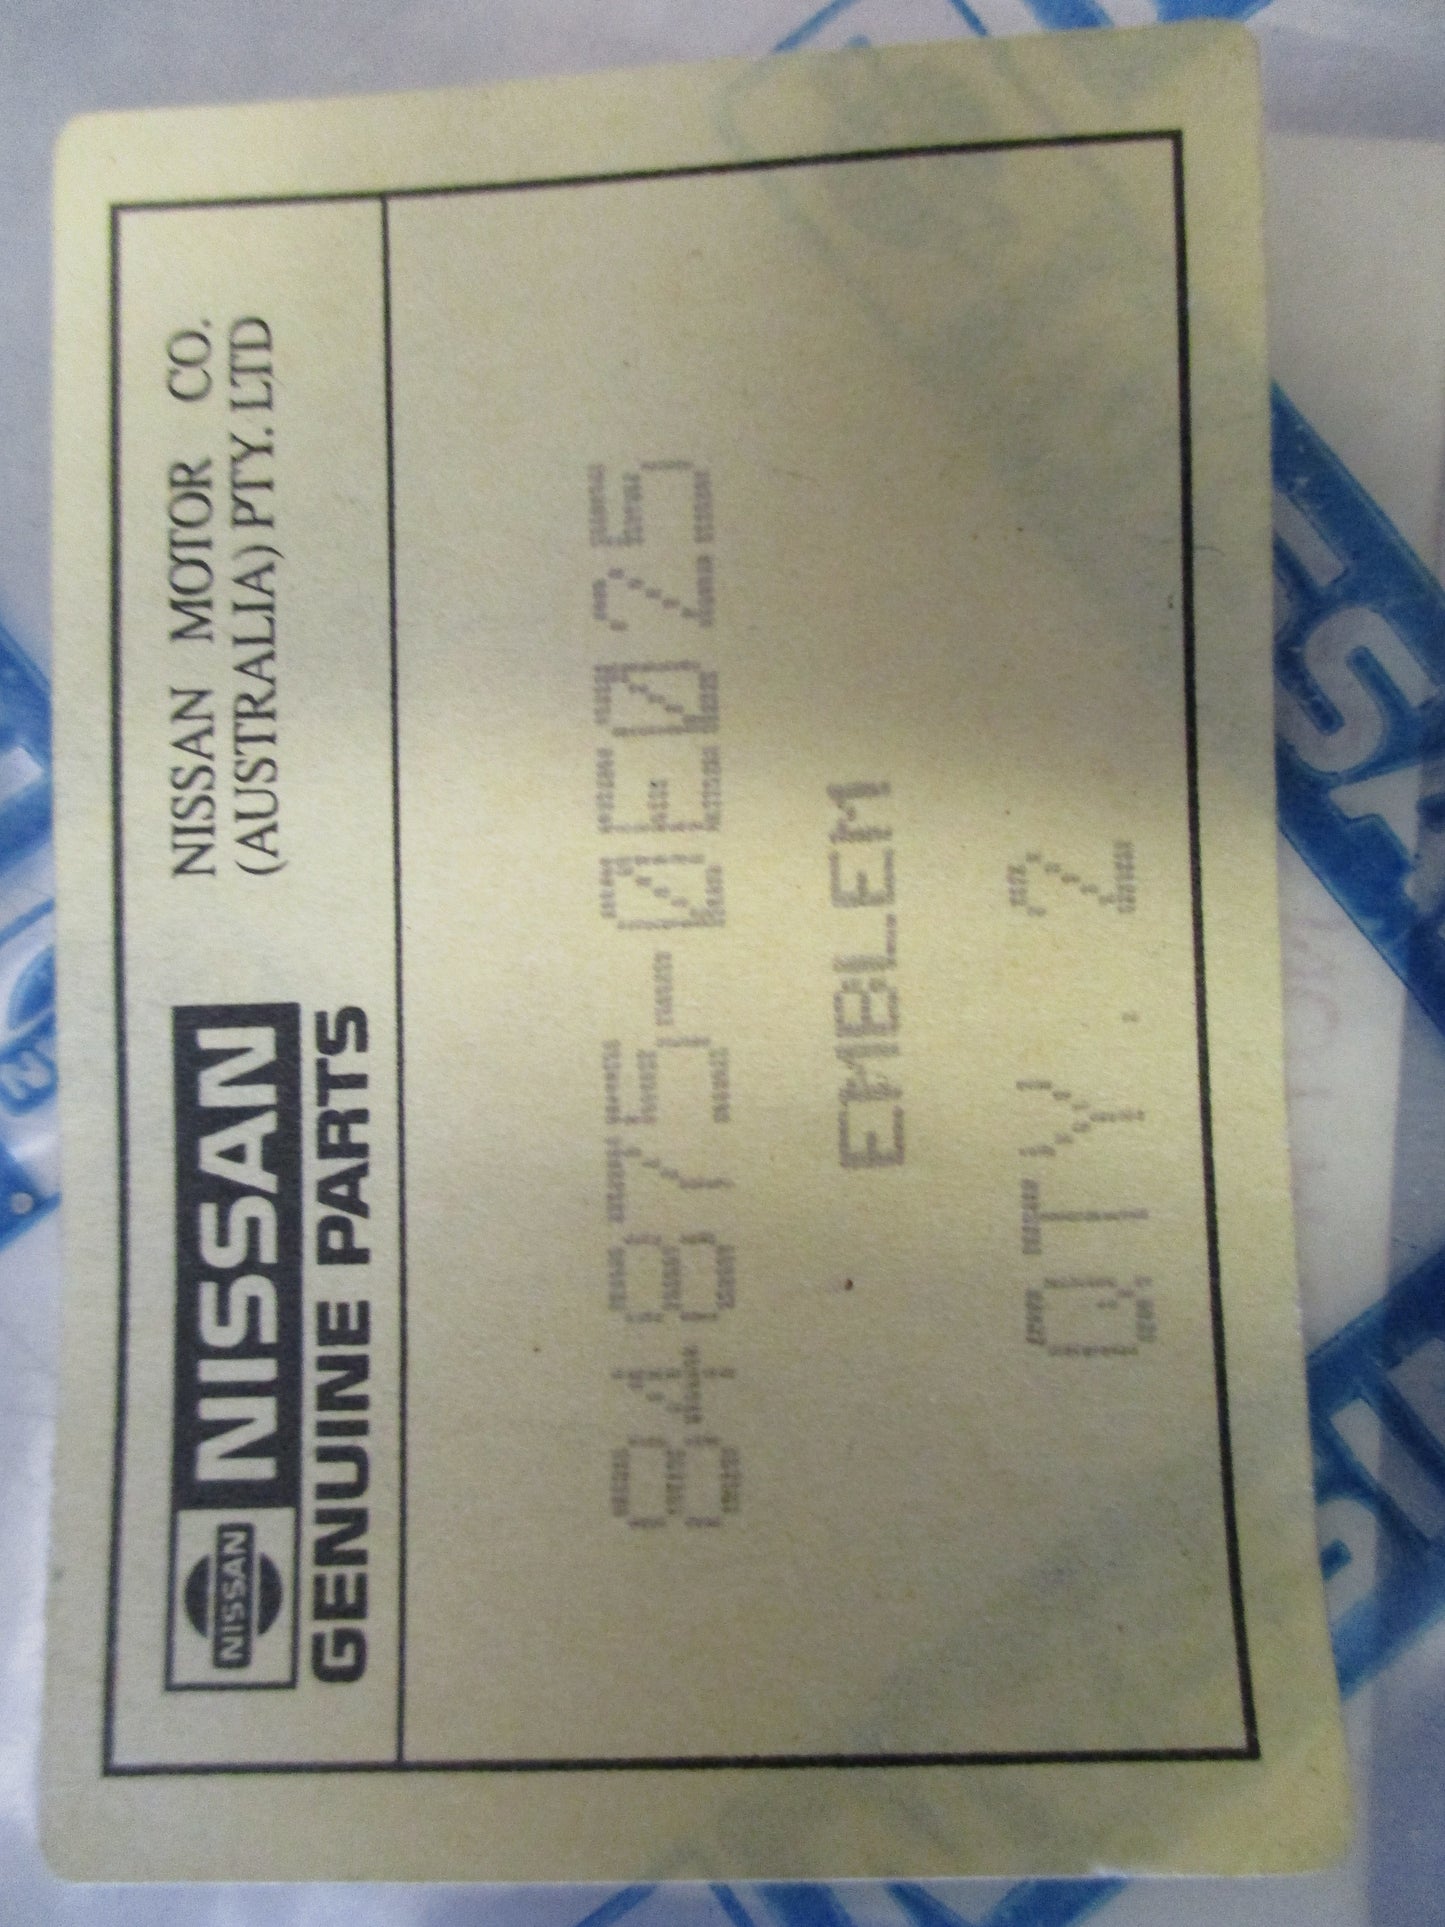 NISSAN
NISSAN
GENUINE PARTS
NISSAN MOTOR CO.
(AUSTRALIA) PTY. LTD
84875-0E025
EMBLEM
QTY. 2